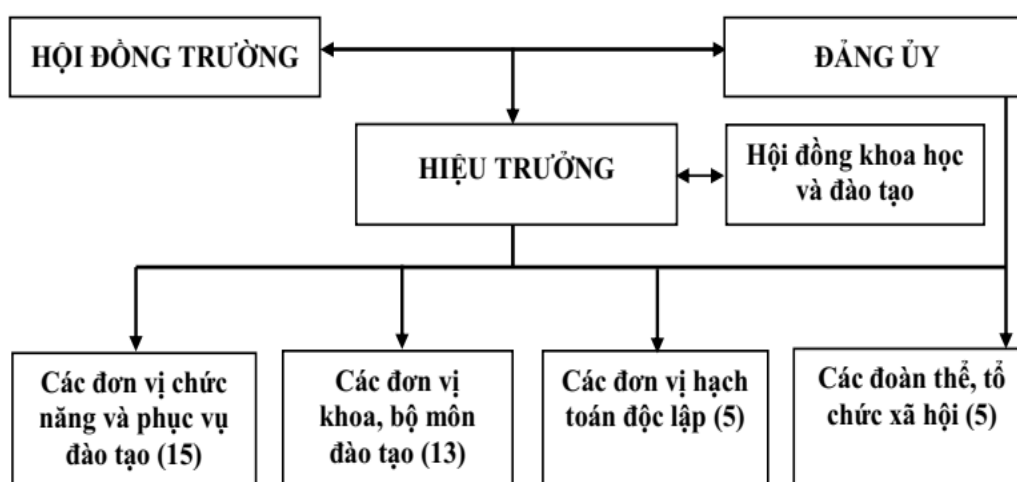 HỘI ĐỒNG TRƯỜNG
ĐẢNG ỦY
HIỆU TRƯỞNG
Hội đồng khoa học
và đào tạo
Các đơn vị chức
năng và phục vụ
đào tạo (15)
Các đơn vị
khoa, bộ môn
đào tạo (13)
Các đơn vị hạch
toán độc lập (5)
Các đoàn thể, tổ
chức xã hội (5)